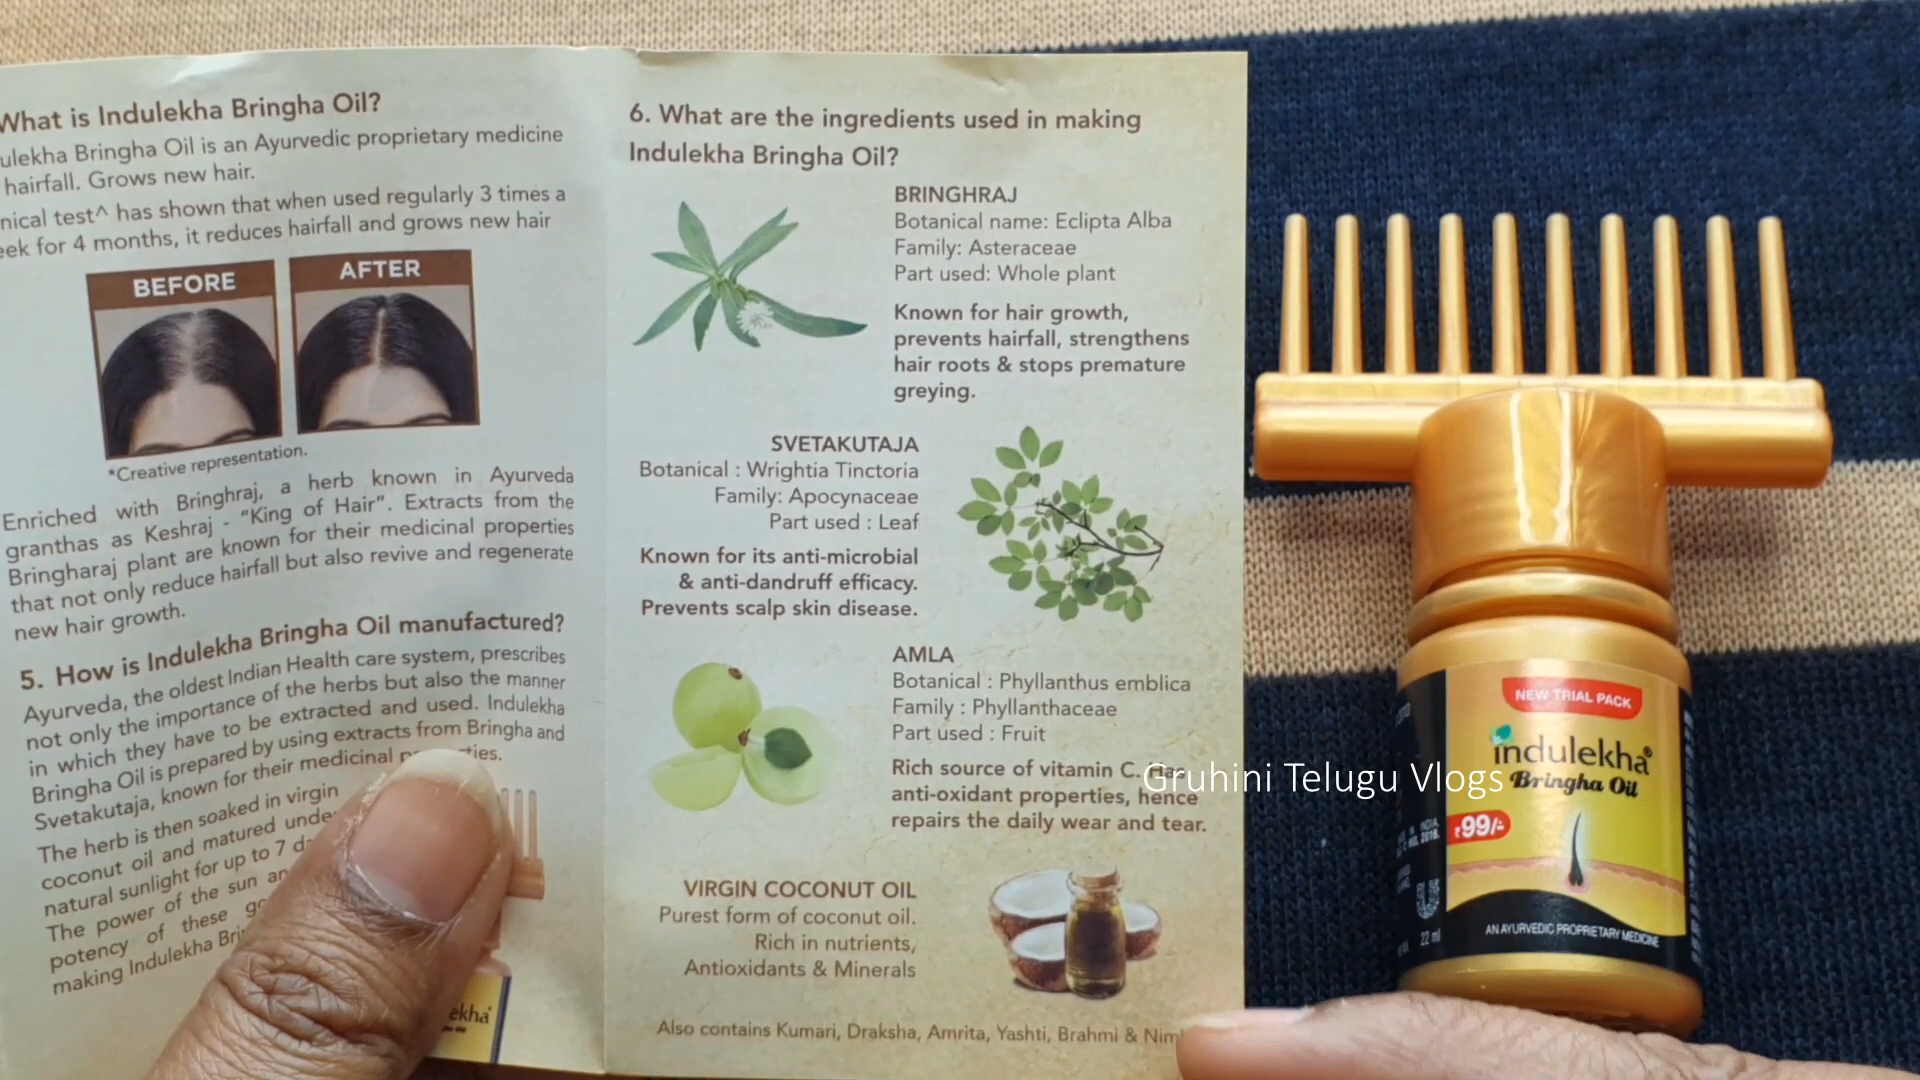 What is Indulekha Bringha Oil?
ulekha Bringha Oil is an Ayurvedic proprietary medicine
hairfall. Grows new hair.
nical test^ has shown that when used regularly 3 times a
eek for 4 months, it reduces hairfall and grows new hair
BEFORE
AFTER
*Creative representation.
Enriched with Bringhraj, a herb known in Ayurveda
granthas as Keshraj - "King of Hair". Extracts from the
Bringharaj plant are known for their medicinal properties
that not only reduce hairfall but also revive and regenerate
new hair growth.
5. How is Indulekha Bringha Oil manufactured?
Ayurveda, the oldest Indian Health care system, prescribes
not only the importance of the herbs but also the manner
in which they have to be extracted and used. Indulekha
Bringha Oil is prepared by using extracts from Bringha and
Svetakutaja, known for their medicinal
The herb is then soaked in virgin
coconut oil and matured unde
natural sunlight for up to 7
The power of the sun
potency of these
making Indulekha
ekha
6. What are the ingredients used in making
Indulekha Bringha Oil?
BRINGHRAJ
Botanical name: Eclipta Alba
Family: Asteraceae
Part used: Whole plant
Known for hair growth,
prevents hairfall, strengthens
hair roots & stops premature
greying.
SVETAKUTAJA
Botanical : Wrightia Tinctoria
Family: Apocynaceae
Part used : Leaf
Known for its anti-microbial
& anti-dandruff efficacy.
Prevents scalp skin disease.
AMLA
Botanical : Phyllanthus emblica
Family : Phyllanthaceae
Part used : Fruit
Rich source of vitamin C. Has
anti-oxidant properties, hence
repairs the daily wear and tear.
VIRGIN COCONUT OIL
Purest form of coconut oil.
Rich in nutrients,
Antioxidants & Minerals
Also contains Kumari, Draksha, Amrita, Yashti, Brahmi & Nim
Gruhini Telugu Vlogs
NEW TRIAL PACK
indulekha®
Bringha Oil
₹99/-
22 ml
AN AYURVEDIC PROPRIETARY MEDICINE